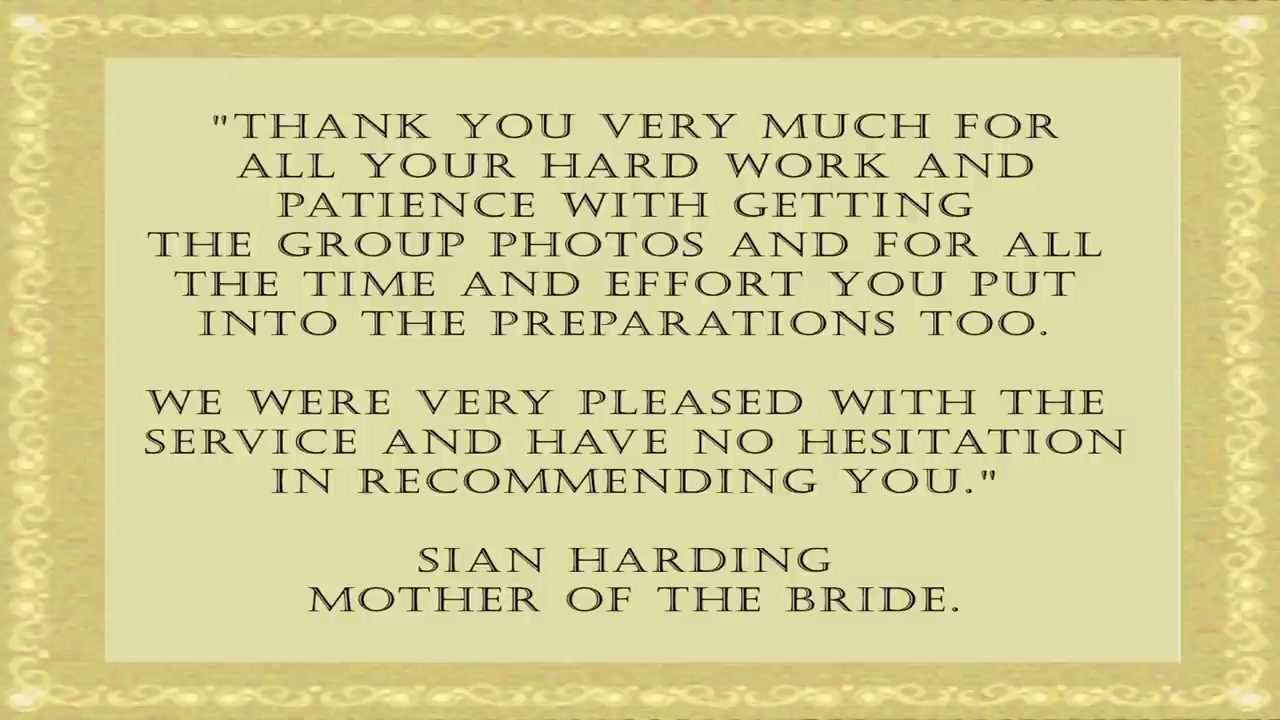 "THANK YOU VERY MUCH FOR
ALL YOUR HARD WORK AND
PATIENCE WITH GETTING
THE GROUP PHOTOS AND FOR ALL
THE TIME AND EFFORT YOU PUT
INTO THE PREPARATIONS TOO.
WE WERE VERY PLEASED WITH THE
SERVICE AND HAVE NO HESITATION
IN RECOMMENDING YOU."
SIAN HARDING
MOTHER OF THE BRIDE.